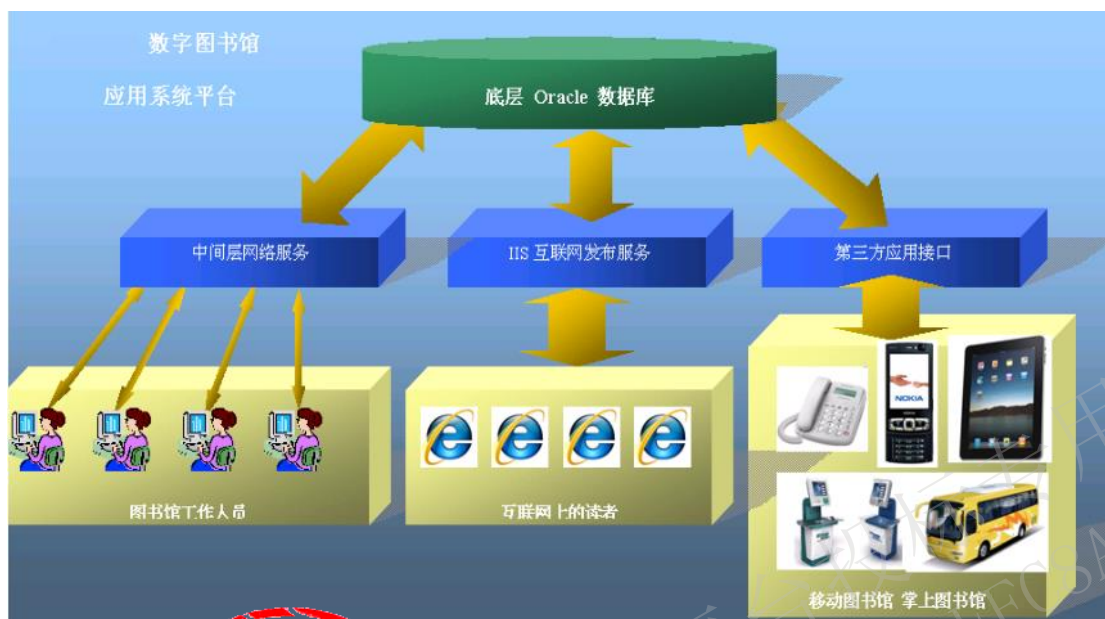 数字图书馆
应用系统平台
底层 Oracle 数据库
中间层网络服务
IIS 互联网发布服务
第三方应用接口
NOKIA
图书馆工作人员
互联网上的读者
移动图书馆 掌上图书馆